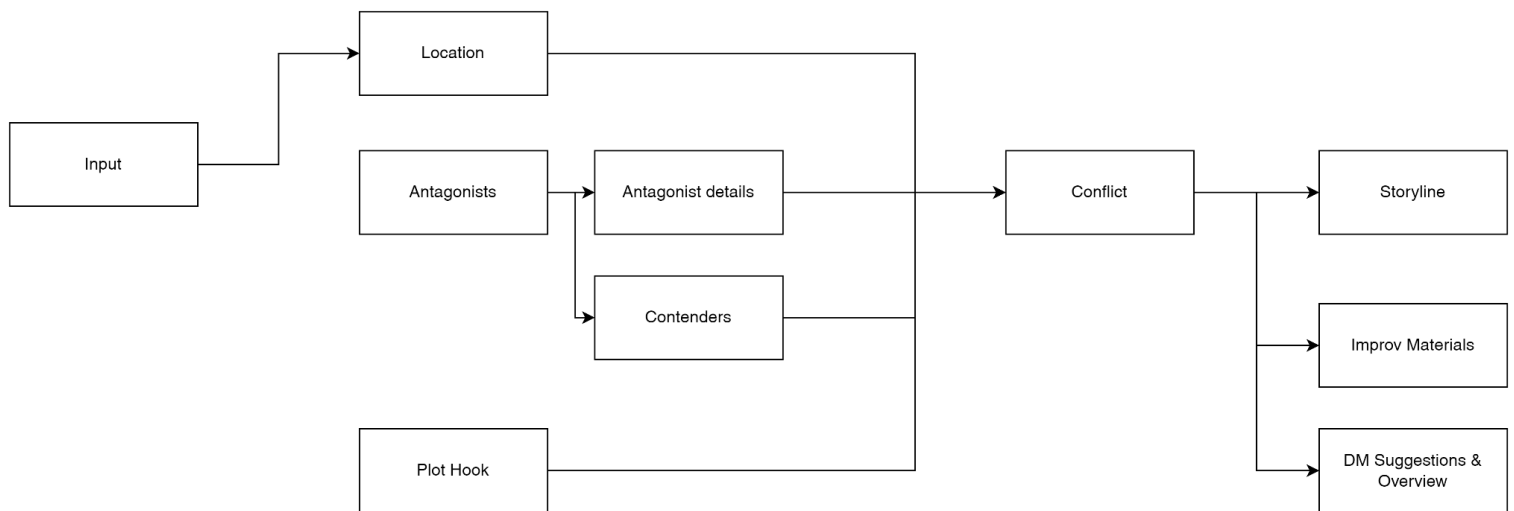 Location
Input
Antagonists
Antagonist details
Conflict
Storyline
Contenders
Improv Materials
Plot Hook
DM Suggestions &
Overview